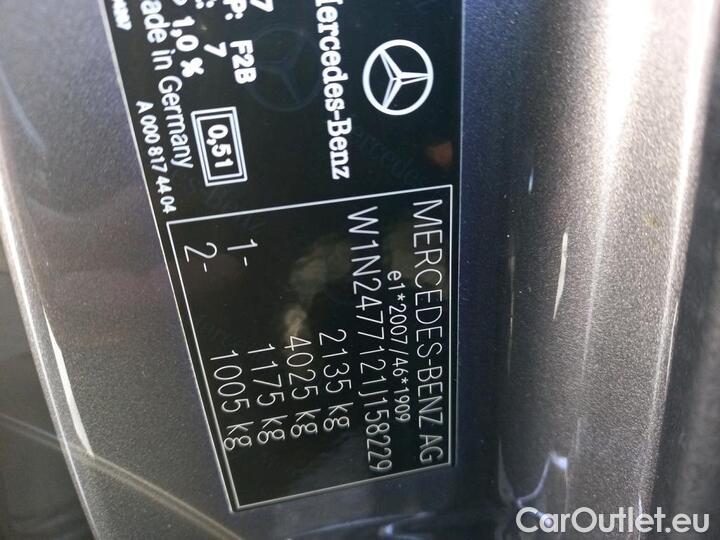 MERCEDES-BENZ AG
e1*2007/46*1909
W1N2477121J158229
2135 kg
4025 kg
1- 1175 kg
2- 1005 kg
Mercedes-Benz
7
P: F2B
7
1,0 %
0,51
Made in Germany
A 000 817 44 04
CarOutlet.eu